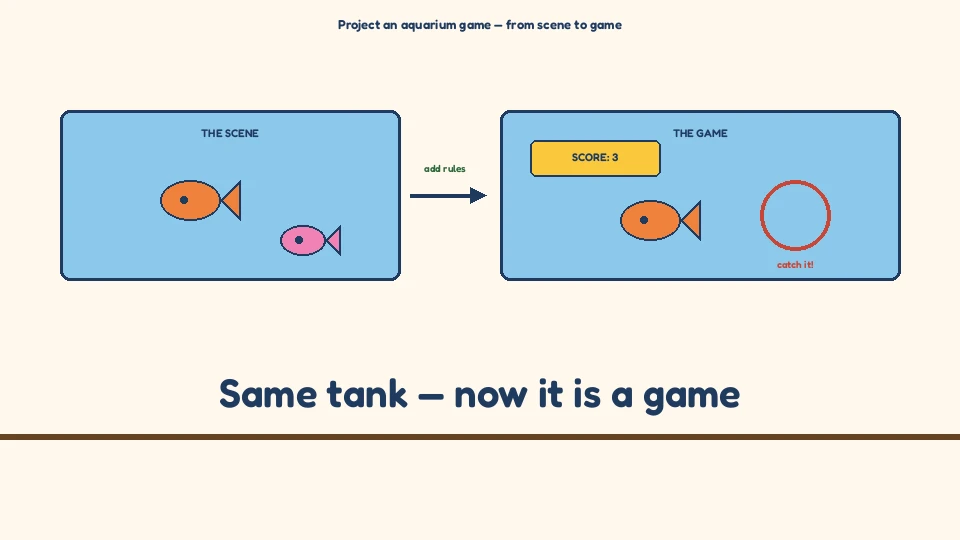 Project an aquarium game — from scene to game
THE SCENE
add rules
THE GAME
SCORE: 3
catch it!
Same tank — now it is a game